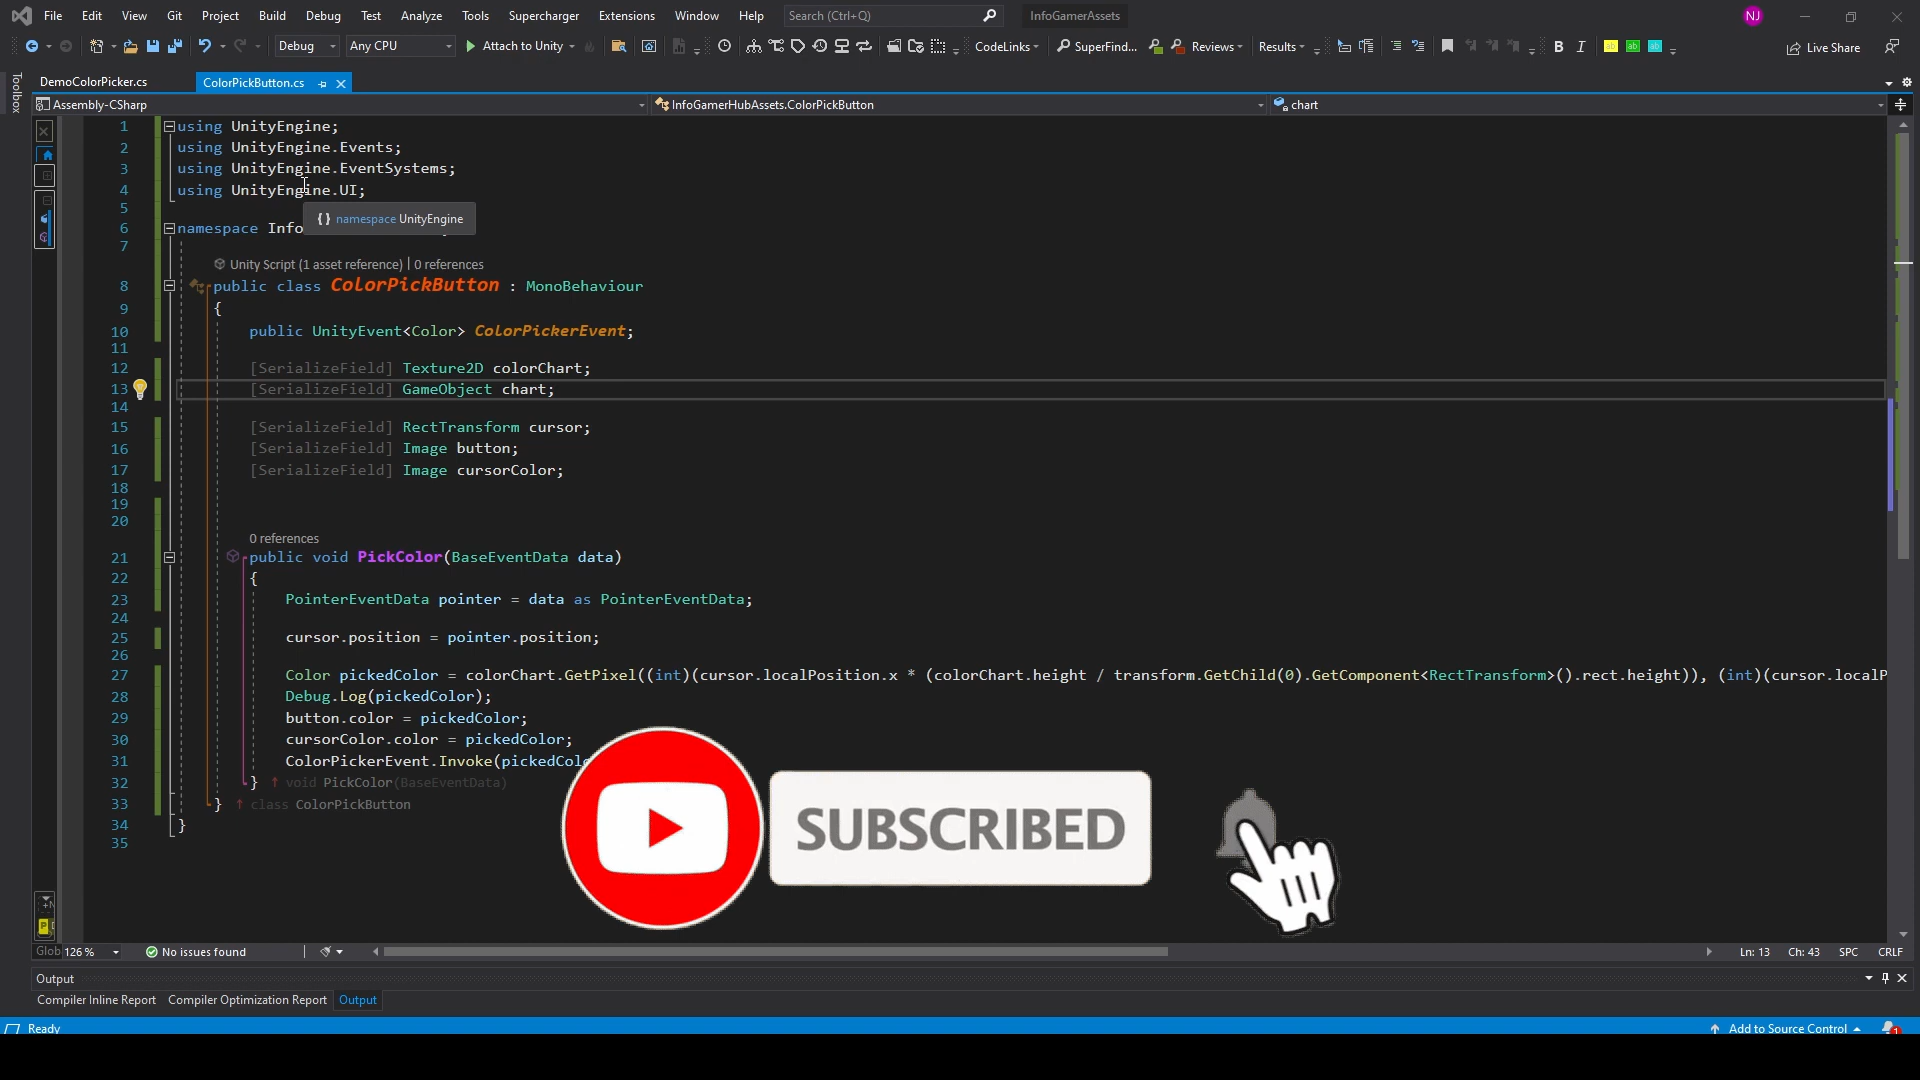 File Edit View Git Project Build Debug Test Analyze Tools Supercharger Extensions Window Help Search (Ctrl+Q) InfoGamerAssets NJ
Debug Any CPU Attach to Unity CodeLinks SuperFind... Reviews Results B I ab ab ab Live Share
Toolbox
DemoColorPicker.cs ColorPickButton.cs
Assembly-CSharp InfoGamerHubAssets.ColorPickButton chart
1 using UnityEngine;
2 using UnityEngine.Events;
3 using UnityEngine.EventSystems;
4 using UnityEngine.UI;
5
{ } namespace UnityEngine
6 namespace Info
7
Unity Script (1 asset reference) | 0 references
8 public class ColorPickButton : MonoBehaviour
9 {
10 public UnityEvent<Color> ColorPickerEvent;
11
12 [SerializeField] Texture2D colorChart;
13 [SerializeField] GameObject chart;
14
15 [SerializeField] RectTransform cursor;
16 [SerializeField] Image button;
17 [SerializeField] Image cursorColor;
18
19
20
0 references
21 public void PickColor(BaseEventData data)
22 {
23 PointerEventData pointer = data as PointerEventData;
24
25 cursor.position = pointer.position;
26
27 Color pickedColor = colorChart.GetPixel((int)(cursor.localPosition.x * (colorChart.height / transform.GetChild(0).GetComponent<RectTransform>().rect.height)), (int)(cursor.localP
28 Debug.Log(pickedColor);
29 button.color = pickedColor;
30 cursorColor.color = pickedColor;
31 ColorPickerEvent.Invoke(pickedColo
32 } ↑ void PickColor(BaseEventData)
33 } ↑ class ColorPickButton
34 }
35
SUBSCRIBED
Glob 126 % No issues found Ln: 13 Ch: 43 SPC CRLF
Output
Compiler Inline Report Compiler Optimization Report Output
Ready Add to Source Control 1